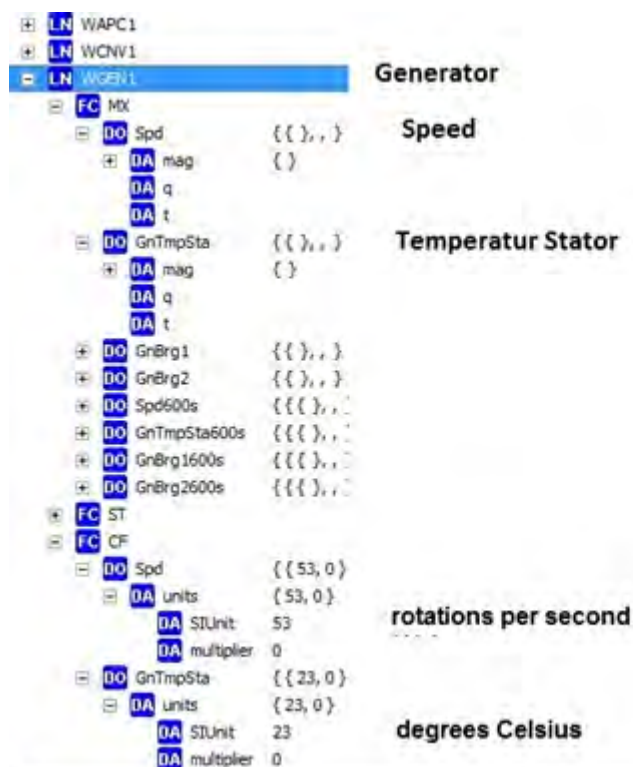 LN WAPC1
LN WCNV1
LN WGEN1 Generator
FC MX
DO Spd {{},,} Speed
DA mag {}
DA q
DA t
DO GnTmpSta {{},,} Temperatur Stator
DA mag {}
DA q
DA t
DO GnBrg1 {{},,}
DO GnBrg2 {{},,}
DO Spd600s {{{},,
DO GnTmpSta600s {{{},,
DO GnBrg1600s {{{},,
DO GnBrg2600s {{{},,
FC ST
FC CF
DO Spd {{53,0}
DA units {53,0}
DA SIUnit 53 rotations per second
DA multiplier 0
DO GnTmpSta {{23,0}
DA units {23,0}
DA SIUnit 23 degrees Celsius
DA multiplier 0